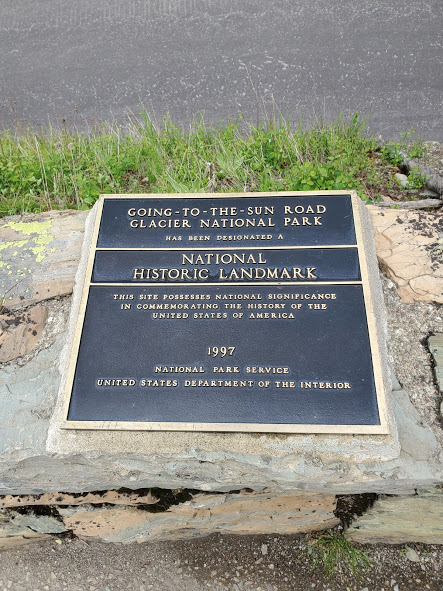 GOING-TO-THE-SUN ROAD
GLACIER NATIONAL PARK
HAS BEEN DESIGNATED A
NATIONAL
HISTORIC LANDMARK
THIS SITE POSSESSES NATIONAL SIGNIFICANCE
IN COMMEMORATING THE HISTORY OF THE
UNITED STATES OF AMERICA
1997
NATIONAL PARK SERVICE
UNITED STATES DEPARTMENT OF THE INTERIOR